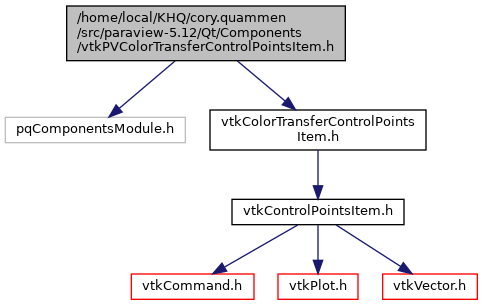 /home/local/KHQ/cory.quammen
/src/paraview-5.12/Qt/Components
/vtkPVColorTransferControlPointsItem.h
pqComponentsModule.h
vtkColorTransferControlPoints
Item.h
vtkControlPointsItem.h
vtkCommand.h
vtkPlot.h
vtkVector.h